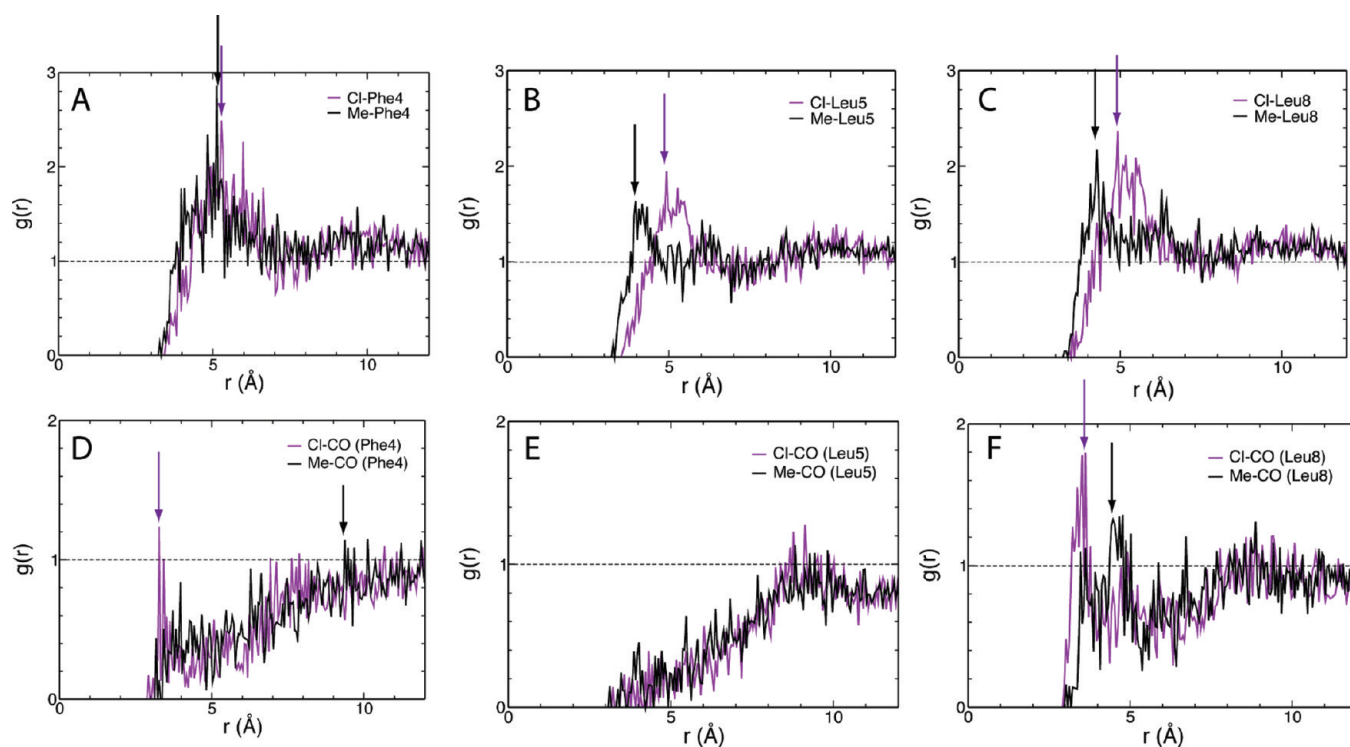 A
Cl-Phe4
Me-Phe4
3
2
1
0
g(r)
0
5
10
r (Å)
B
Cl-Leu5
Me-Leu5
3
2
1
0
g(r)
0
5
10
r (Å)
C
Cl-Leu8
Me-Leu8
3
2
1
0
g(r)
0
5
10
r (Å)
D
Cl-CO (Phe4)
Me-CO (Phe4)
2
1
0
g(r)
0
5
10
r (Å)
E
Cl-CO (Leu5)
Me-CO (Leu5)
2
1
0
g(r)
0
5
10
r (Å)
F
Cl-CO (Leu8)
Me-CO (Leu8)
2
1
0
g(r)
0
5
10
r (Å)